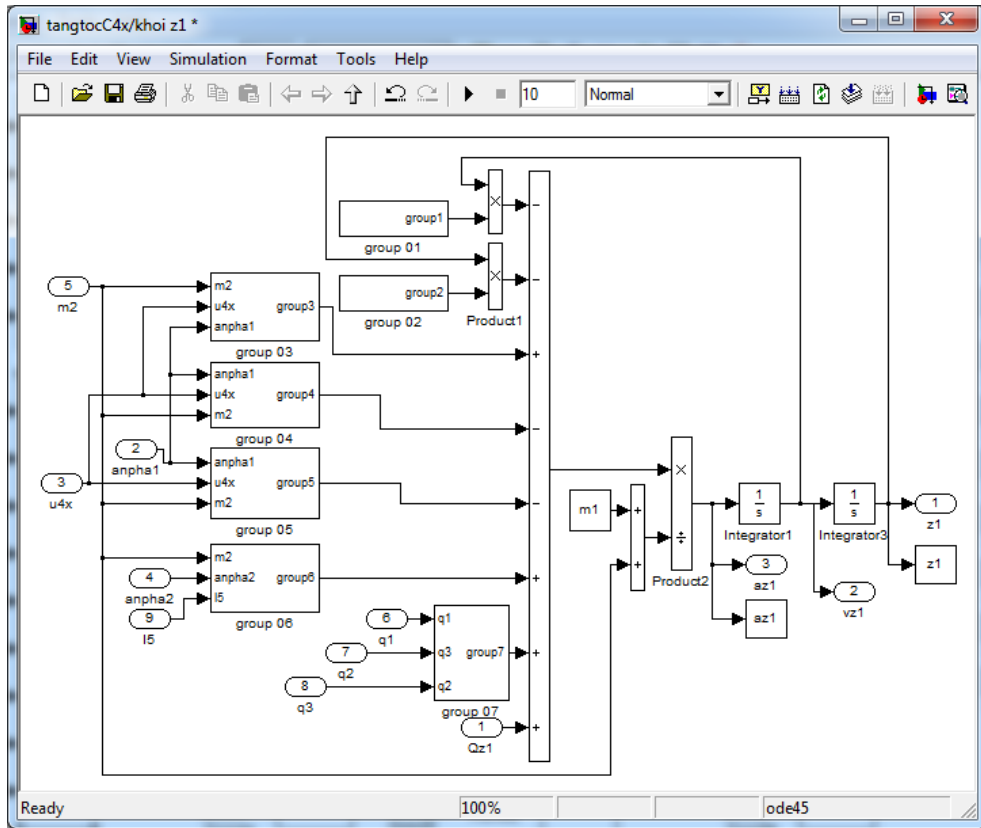 tangtocC4x/khoi z1 *
File Edit View Simulation Format Tools Help
10 Normal
group1
group 01
group2
group 02
Product1
5
m2
m2
u4x
anpha1
group3
group 03
anpha1
u4x
m2
group4
group 04
2
anpha1
3
u4x
anpha1
u4x
m2
group5
group 05
m2
anpha2
l5
group6
group 06
4
anpha2
9
l5
6
q1
7
q2
8
q3
q1
q3
q2
group7
group 07
1
Qz1
− − + − − + + +
m1
+
+
×
÷
Product2
1
s
Integrator1
1
s
Integrator3
1
z1
z1
3
az1
az1
2
vz1
Ready 100% ode45